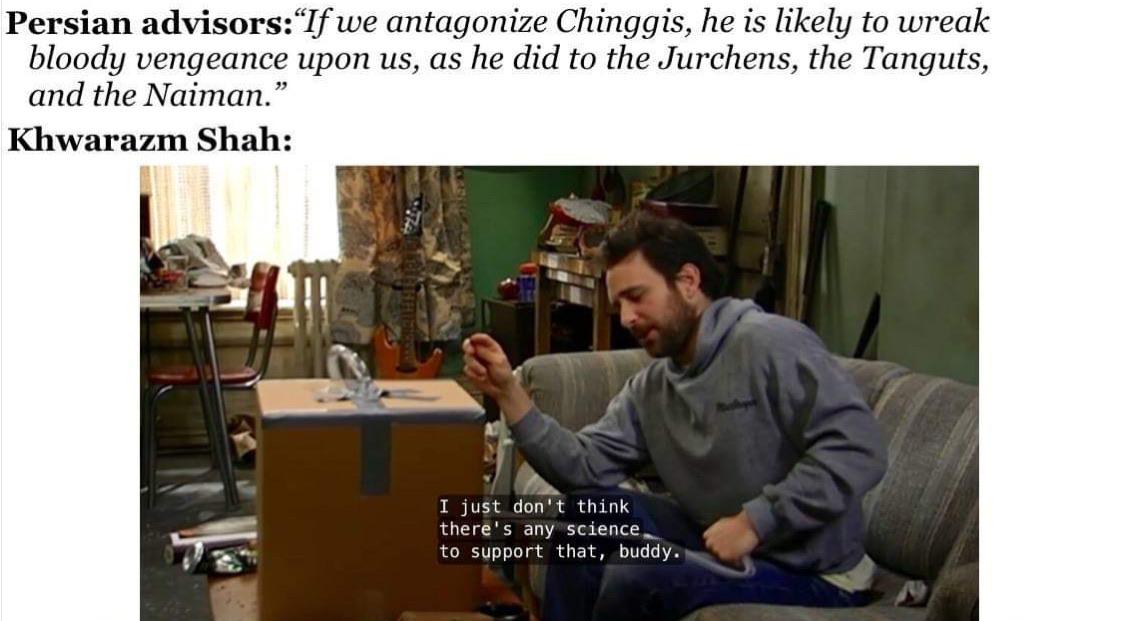 Persian advisors:“If we antagonize Chinggis, he is likely to wreak
bloody vengeance upon us, as he did to the Jurchens, the Tanguts,
and the Naiman.”
Khwarazm Shah:
I just don't think
there's any science
to support that, buddy.